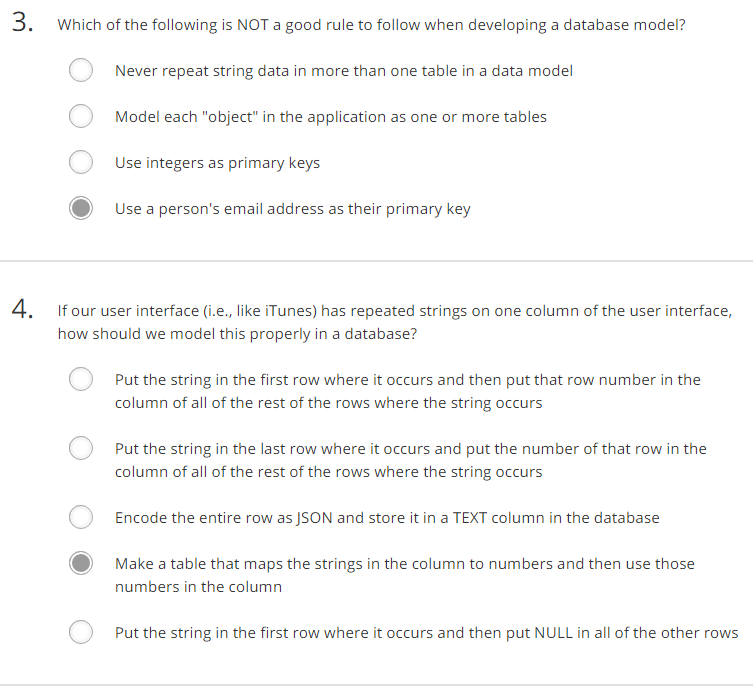 3. Which of the following is NOT a good rule to follow when developing a database model?
Never repeat string data in more than one table in a data model
Model each "object" in the application as one or more tables
Use integers as primary keys
Use a person's email address as their primary key
4. If our user interface (i.e., like iTunes) has repeated strings on one column of the user interface,
how should we model this properly in a database?
Put the string in the first row where it occurs and then put that row number in the
column of all of the rest of the rows where the string occurs
Put the string in the last row where it occurs and put the number of that row in the
column of all of the rest of the rows where the string occurs
Encode the entire row as JSON and store it in a TEXT column in the database
Make a table that maps the strings in the column to numbers and then use those
numbers in the column
Put the string in the first row where it occurs and then put NULL in all of the other rows